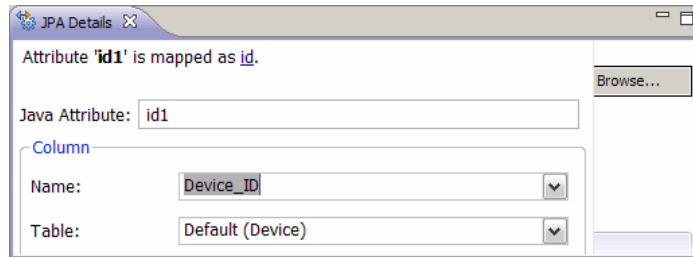 JPA Details
Attribute 'id1' is mapped as id.
Browse...
Java Attribute: id1
Column
Name: Device_ID
Table: Default (Device)